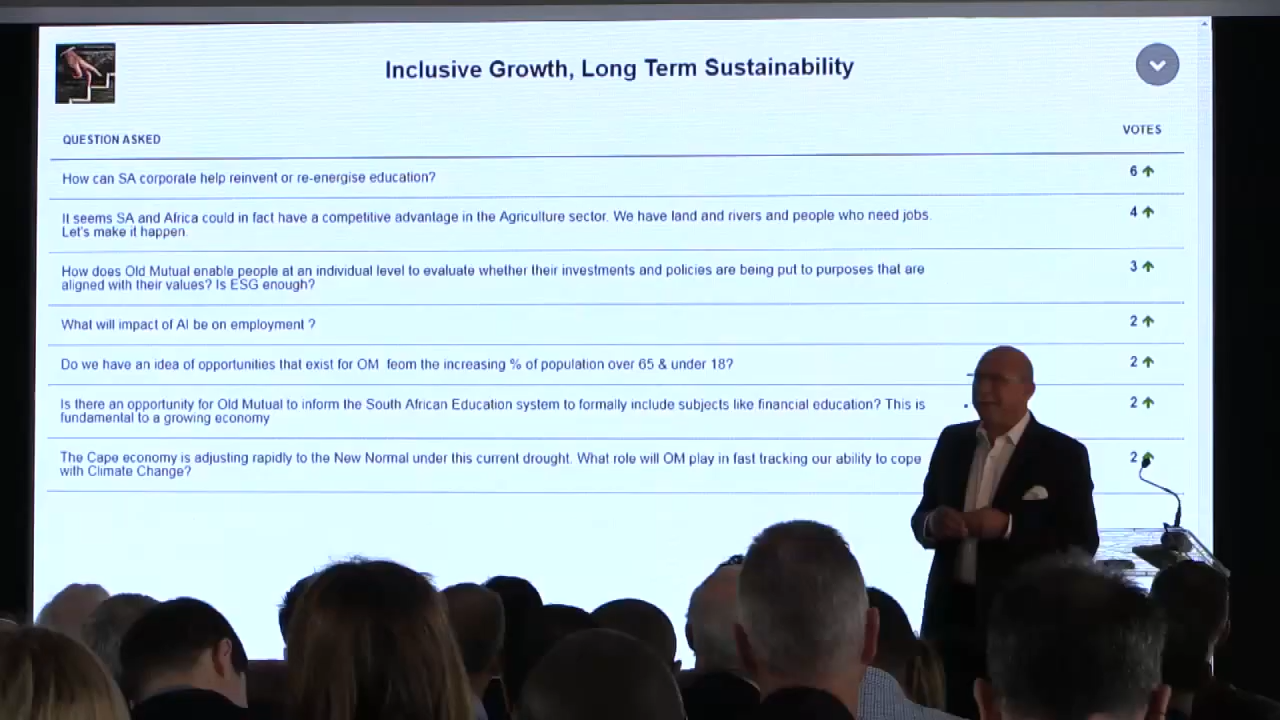 Inclusive Growth, Long Term Sustainability
QUESTION ASKED
VOTES
How can SA corporate help reinvent or re-energise education?
6
It seems SA and Africa could in fact have a competitive advantage in the Agriculture sector. We have land and rivers and people who need jobs.
Let's make it happen.
4
How does Old Mutual enable people at an individual level to evaluate whether their investments and policies are being put to purposes that are
aligned with their values? Is ESG enough?
3
What will impact of AI be on employment ?
2
Do we have an idea of opportunities that exist for OM feom the increasing % of population over 65 & under 18?
2
Is there an opportunity for Old Mutual to inform the South African Education system to formally include subjects like financial education? This is
fundamental to a growing economy
2
The Cape economy is adjusting rapidly to the New Normal under this current drought. What role will OM play in fast tracking our ability to cope
with Climate Change?
2